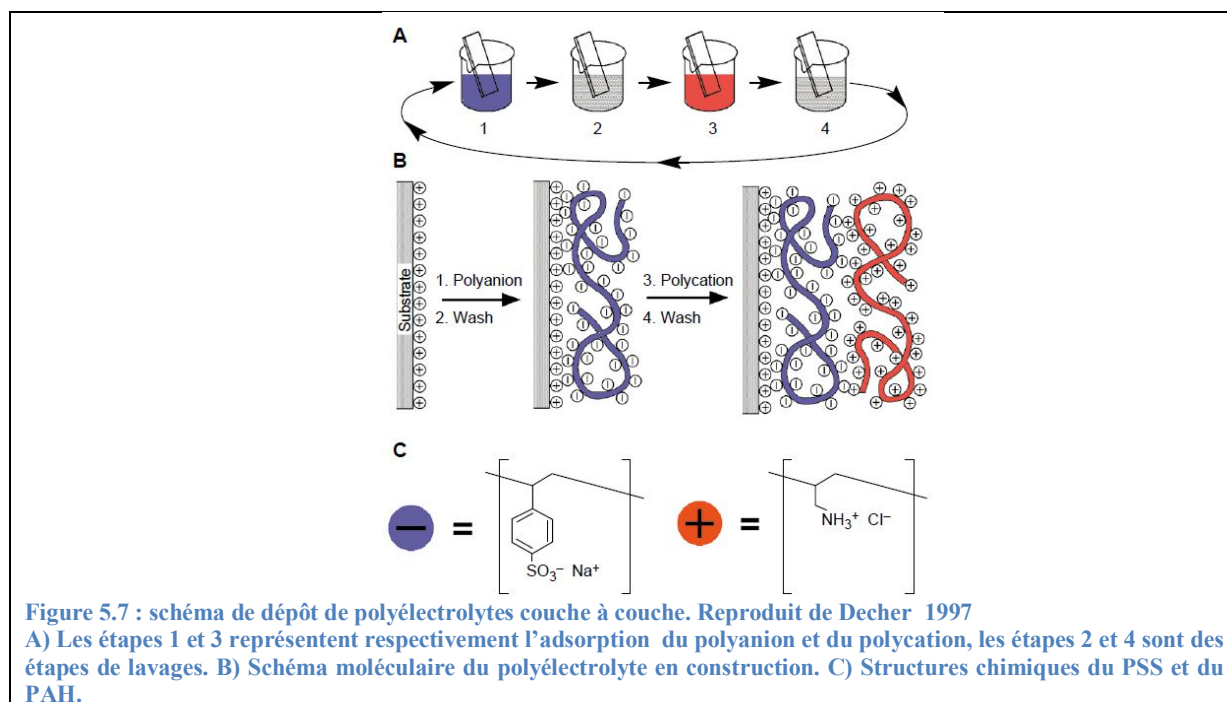 A
1 2 3 4
B
Substrate
1. Polyanion
2. Wash
3. Polycation
4. Wash
C
− =
SO₃⁻ Na⁺
+ =
NH₃⁺ Cl⁻
Figure 5.7 : schéma de dépôt de polyélectrolytes couche à couche. Reproduit de Decher 1997
A) Les étapes 1 et 3 représentent respectivement l’adsorption du polyanion et du polycation, les étapes 2 et 4 sont des
étapes de lavages. B) Schéma moléculaire du polyélectrolyte en construction. C) Structures chimiques du PSS et du
PAH.